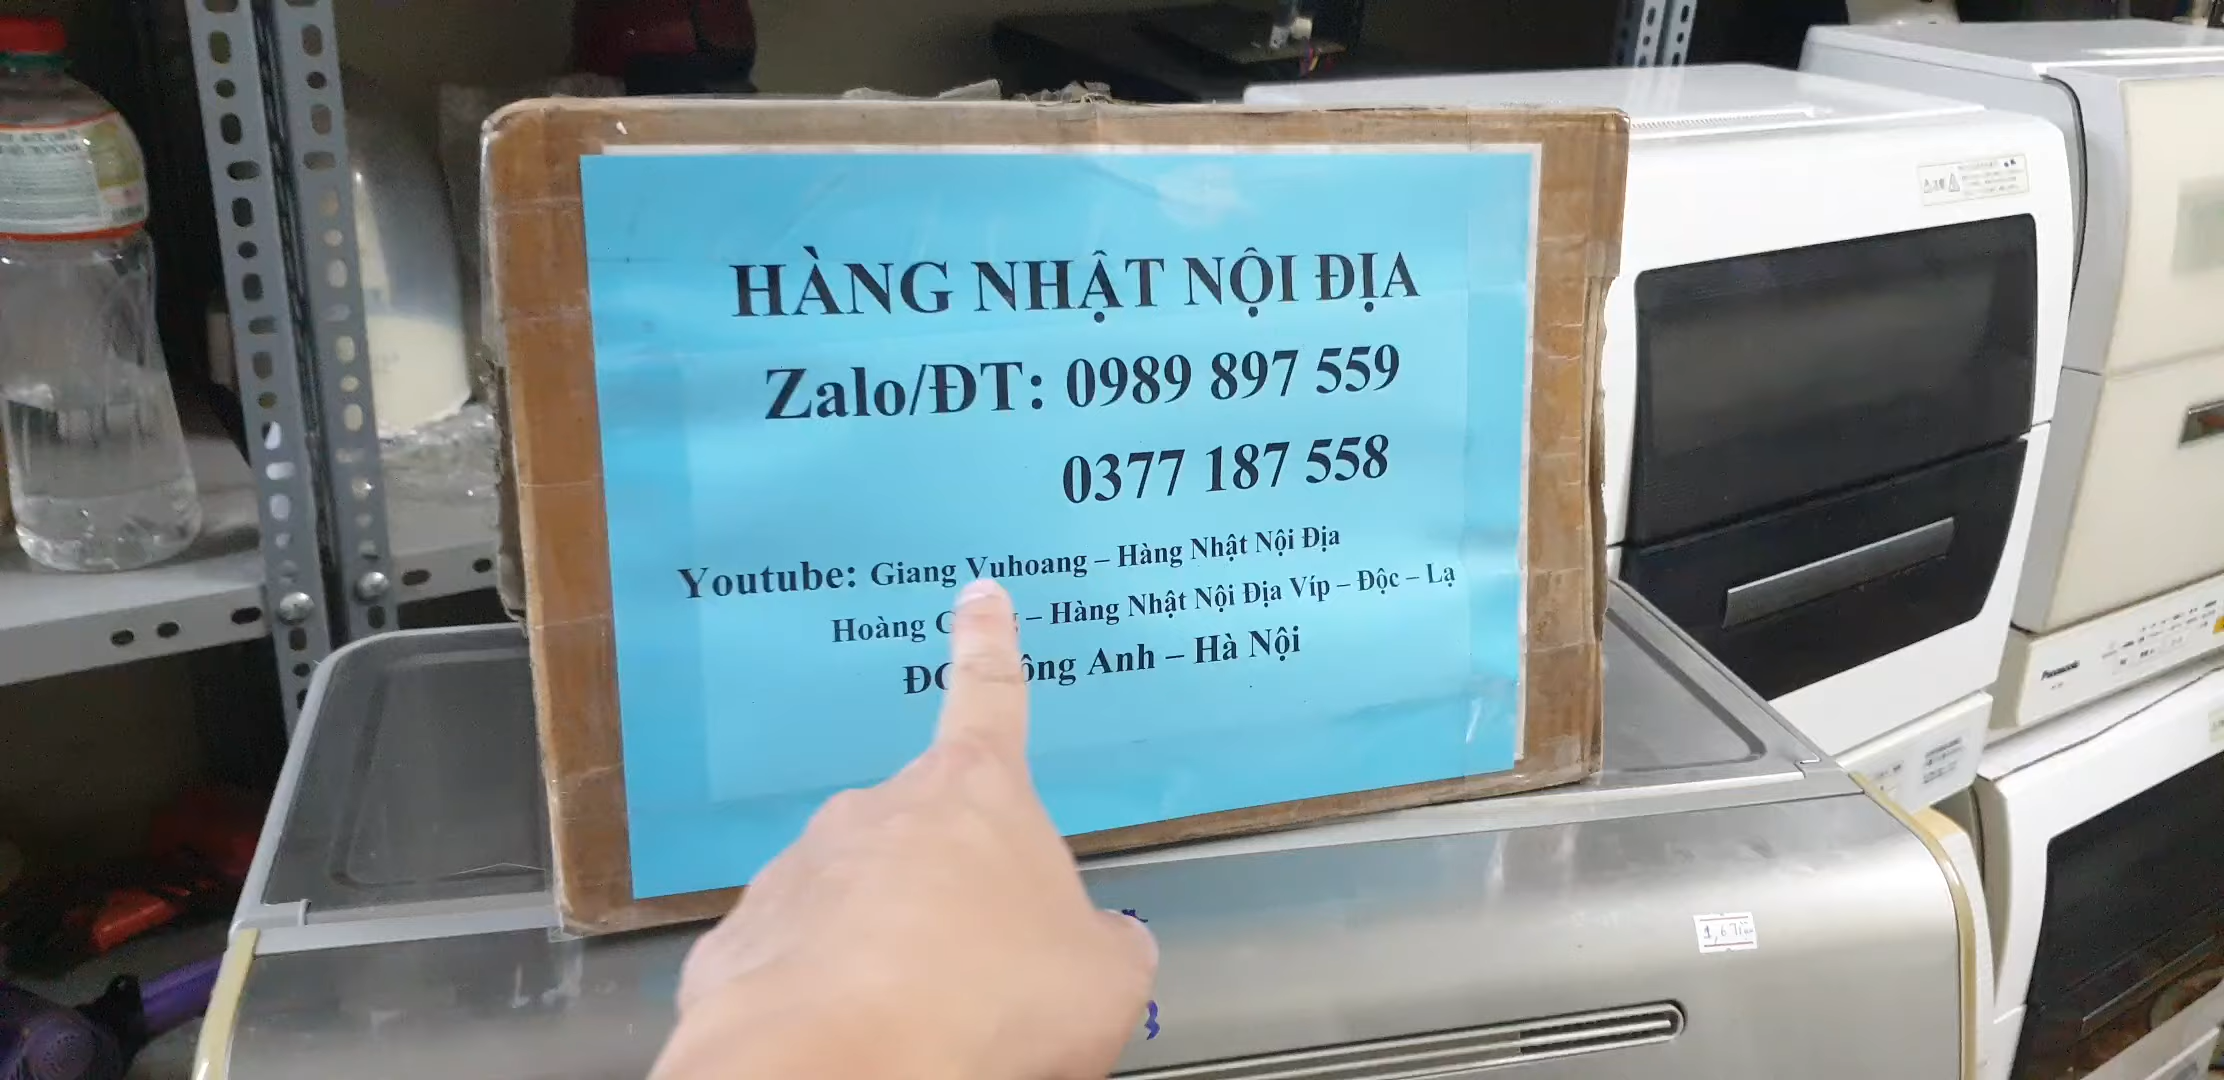 HÀNG NHẬT NỘI ĐỊA
Zalo/ĐT: 0989 897 559
0377 187 558
Youtube: Giang Vuhoang – Hàng Nhật Nội Địa
Hoàng – Hàng Nhật Nội Địa Víp – Độc – Lạ
Anh – Hà Nội
Panasonic